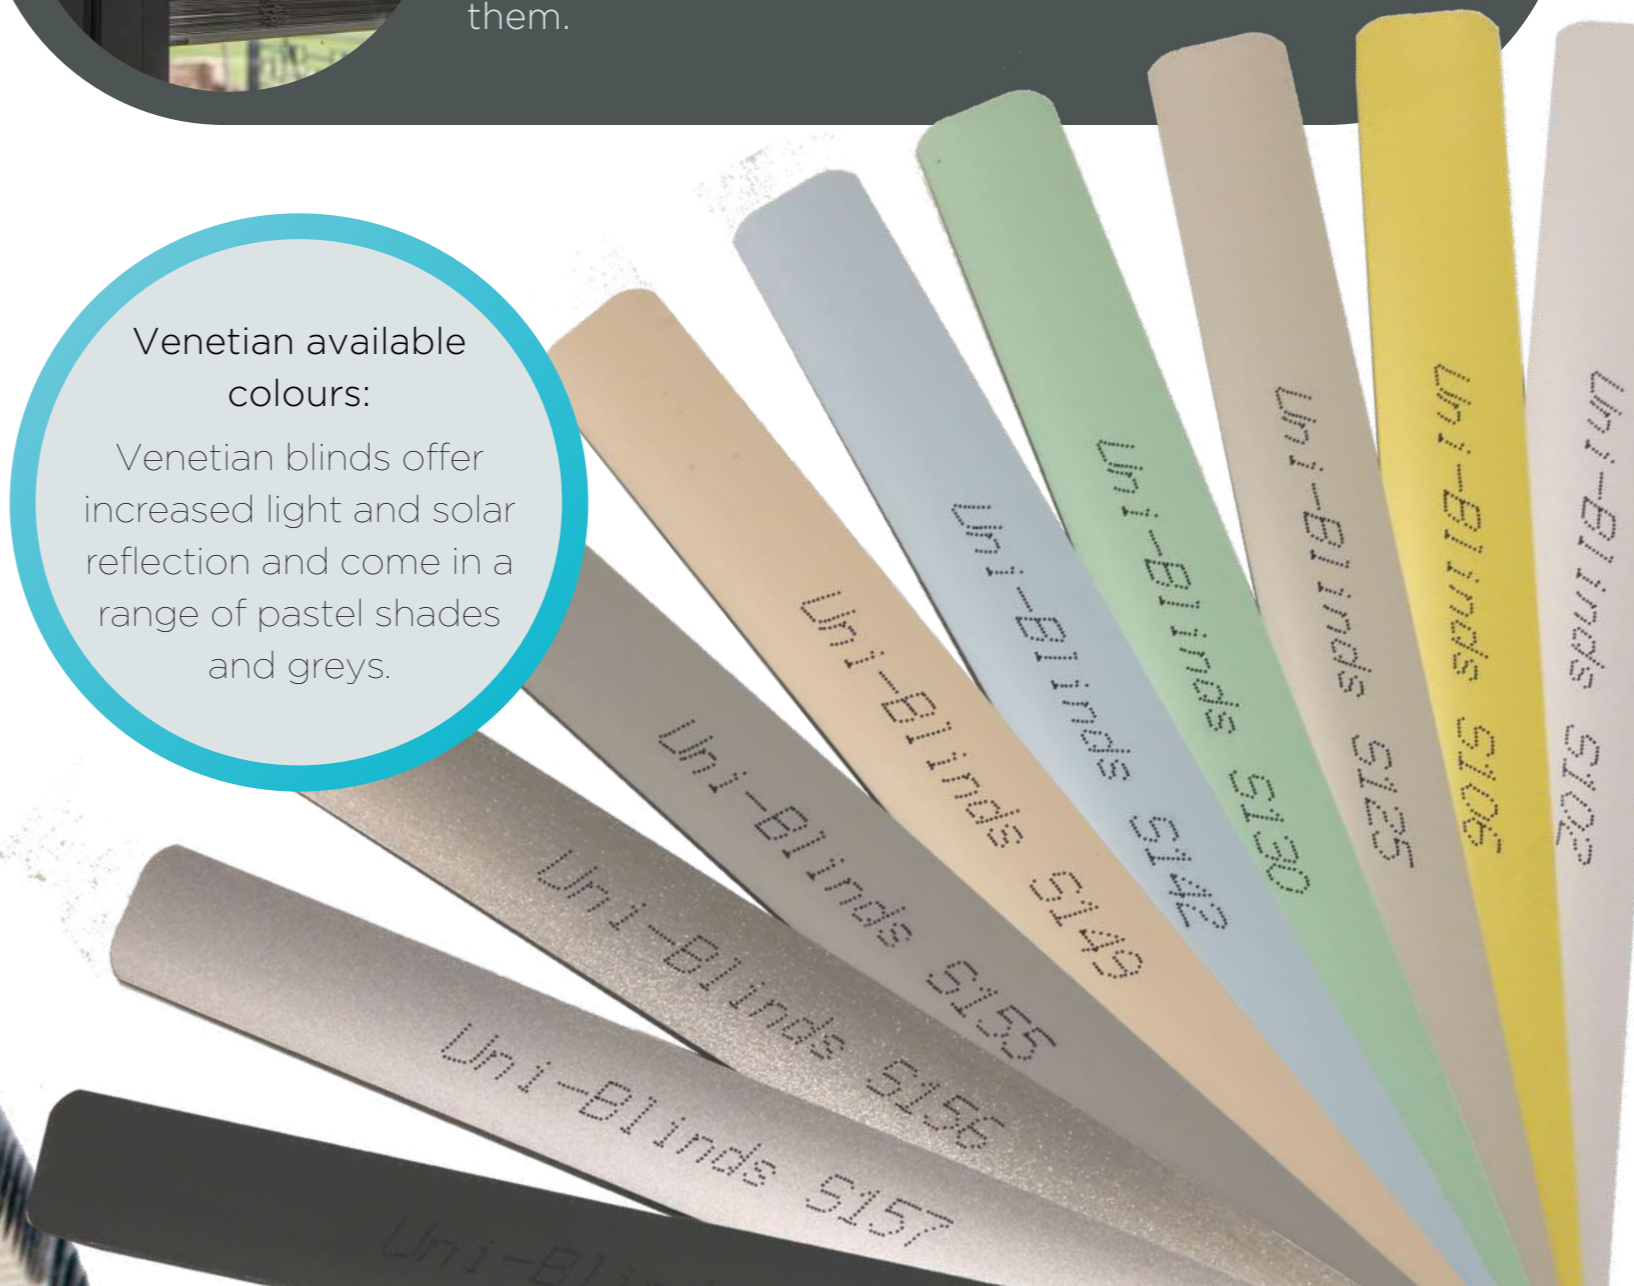 them.
Venetian available
colours:
Venetian blinds offer
increased light and solar
reflection and come in a
range of pastel shades
and greys.
Uni-Blinds S102
Uni-Blinds S106
Uni-Blinds S125
Uni-Blinds S130
Uni-Blinds S142
Uni-Blinds S149
Uni-Blinds S155
Uni-Blinds S156
Uni-Blinds S157